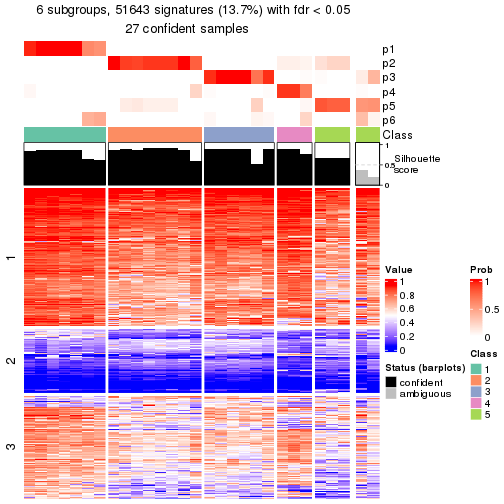 6 subgroups, 51643 signatures (13.7%) with fdr < 0.05
27 confident samples
p1
p2
p3
p4
p5
p6
Class
1
0.5
0
Silhouette
score
1
2
3
Value
1
0.8
0.6
0.4
0.2
0
Status (barplots)
confident
ambiguous
Prob
1
0.5
0
Class
1
2
3
4
5